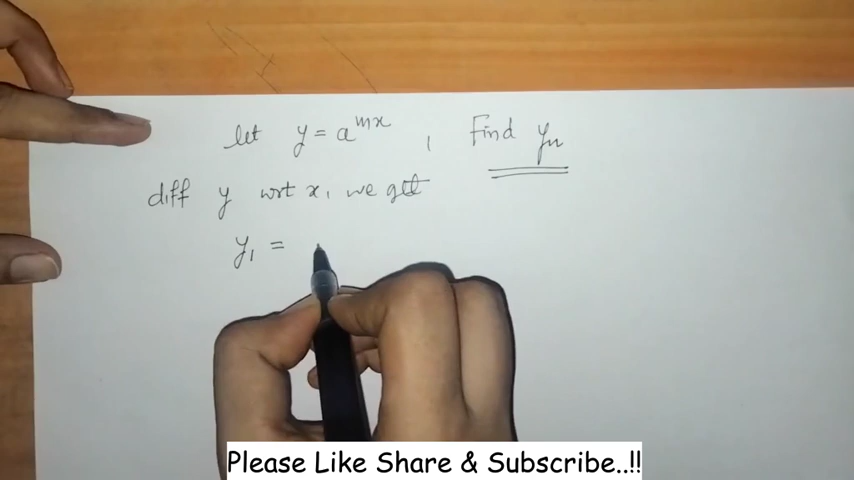 let y = a^mx , Find yn
diff y wrt x, we get
y1 =
Please Like Share & Subscribe..!!